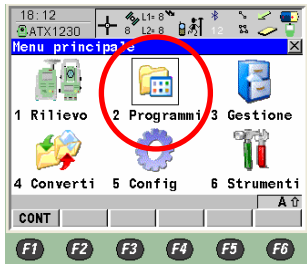 18:12
ATX1230
L1= 8
8 L2= 8
12
Menu principale
1 Rilievo
2 Programmi
3 Gestione
4 Converti
5 Config
6 Strumenti
A
CONT
F1 F2 F3 F4 F5 F6